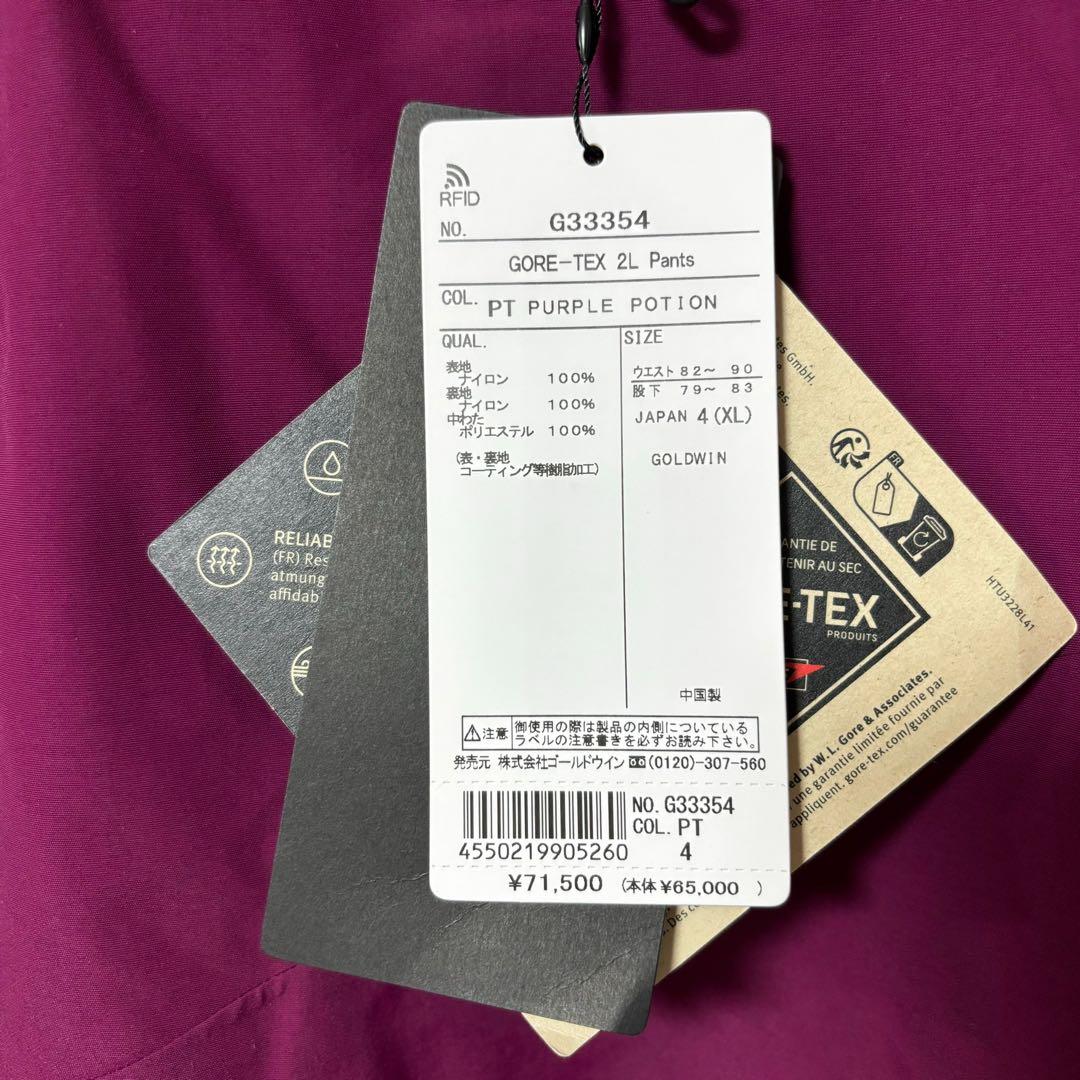 RFID
NO. G33354
GORE-TEX 2L Pants
COL. PT PURPLE POTION
QUAL.
表地
ナイロン 100%
裏地
ナイロン 100%
中わた
ポリエステル 100%
(表・裏地
コーティング等樹脂加工)
SIZE
ウエスト 82～ 90
股下 79～ 83
JAPAN 4(XL)
GOLDWIN
中国製
注意 御使用の際は製品の内側についている
ラベルの注意書きを必ずお読み下さい。
発売元 株式会社ゴールドウイン (0120)-307-560
NO. G33354
COL. PT
4
4550219905260
¥71,500 (本体¥65,000 )
RELIAB
(FR) Res
atmung
affidab
tes GmbH.
FR
ANTIE DE
TENIR AU SEC
E-TEX
PRODUITS
HTU3228L41
ed by W. L. Gore & Associates.
une garantie limitée fournie par
appliquent. gore-tex.com/guarantee